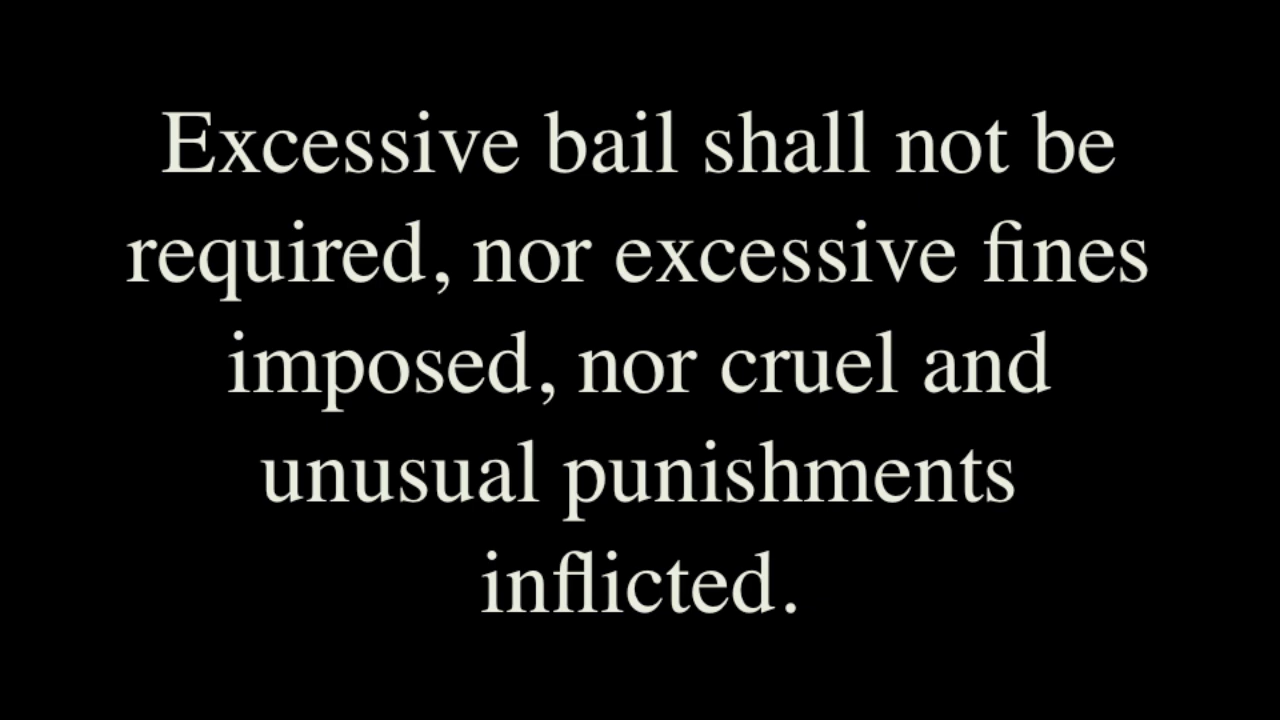 Excessive bail shall not be
required, nor excessive fines
imposed, nor cruel and
unusual punishments
inflicted.